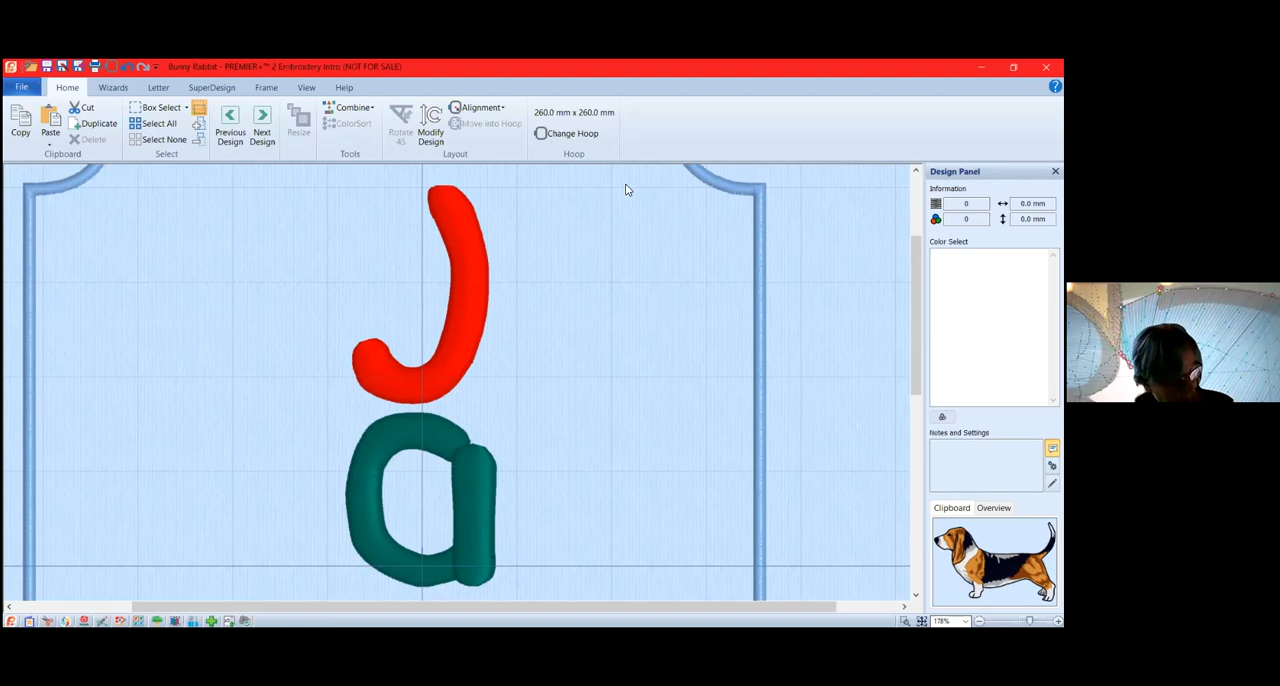 Bunny Rabbit - PREMIER+™ 2 Embroidery Intro (NOT FOR SALE)
File Home Wizards Letter SuperDesign Frame View Help
Copy Paste Cut Duplicate Delete
Clipboard
Box Select Select All Select None
Select
Previous Design
Next Design
Resize
Combine ColorSort
Tools
Rotate 45
Modify Design
Alignment Move into Hoop
Layout
260.0 mm x 260.0 mm
Change Hoop
Hoop
Design Panel
Information
0 0.0 mm
0 0.0 mm
Color Select
J
a
Notes and Settings
Clipboard Overview
178%